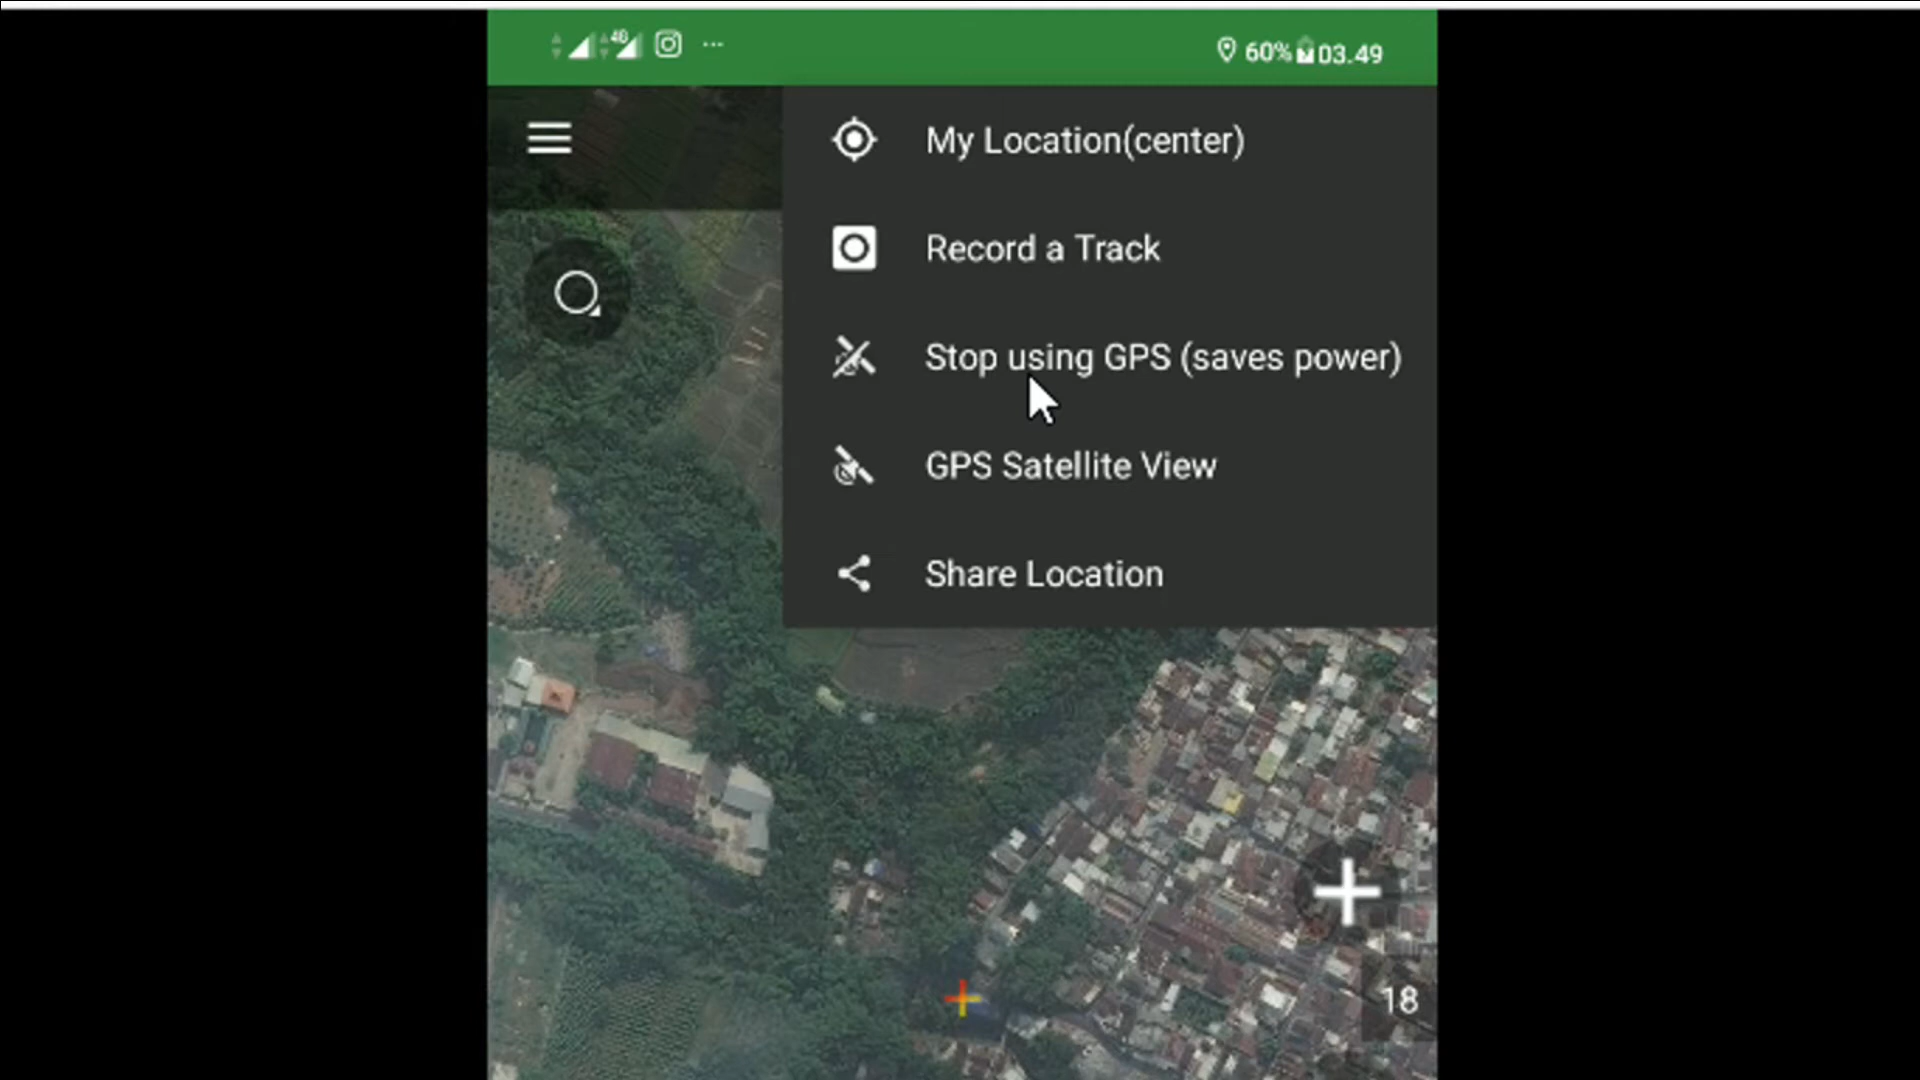 4G ... 60% 03.49
My Location(center)
Record a Track
Stop using GPS (saves power)
GPS Satellite View
Share Location
18